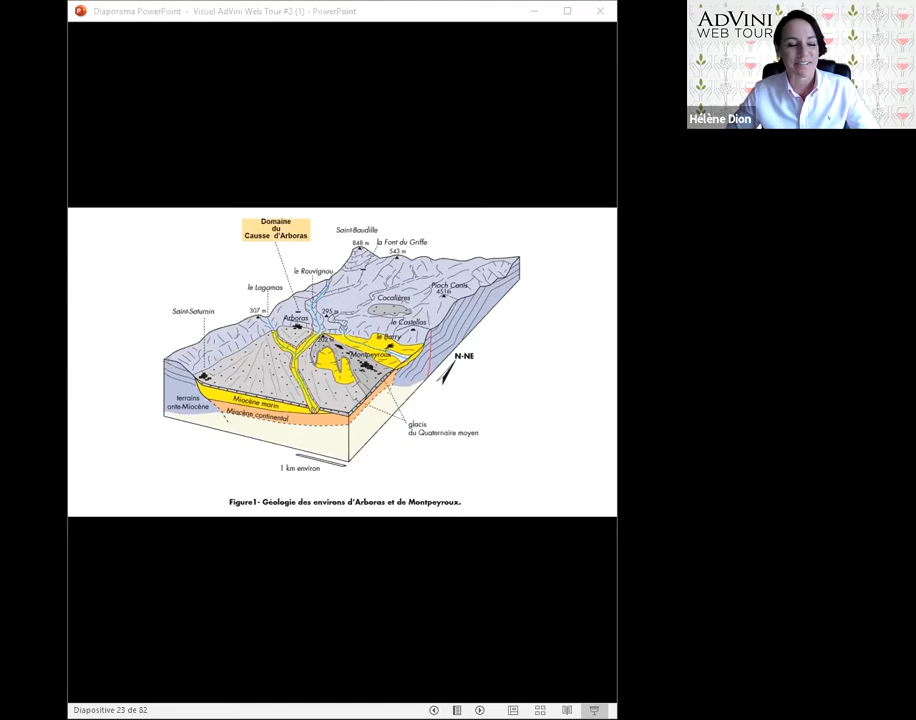 Diaporama PowerPoint - Visuel AdVini Web Tour #2 (1) - PowerPoint
ADVINI
WEB TOUR
Hélène Dion
Domaine
du
Causse d'Arboras
Saint-Baudille
848 m
la Font du Griffe
543 m
le Rouvignou
le Lagamas
Pioch Canis
451m
Cocalières
Saint-Saturnin
307 m
Arboras
295 m
le Castellas
le Barry
Montpeyroux
N-NE
terrains
ante-Miocène
Miocène marin
Miocène continental
glacis
du Quaternaire moyen
1 km environ
Figure1- Géologie des environs d'Arboras et de Montpeyroux.
Diapositive 23 de 82